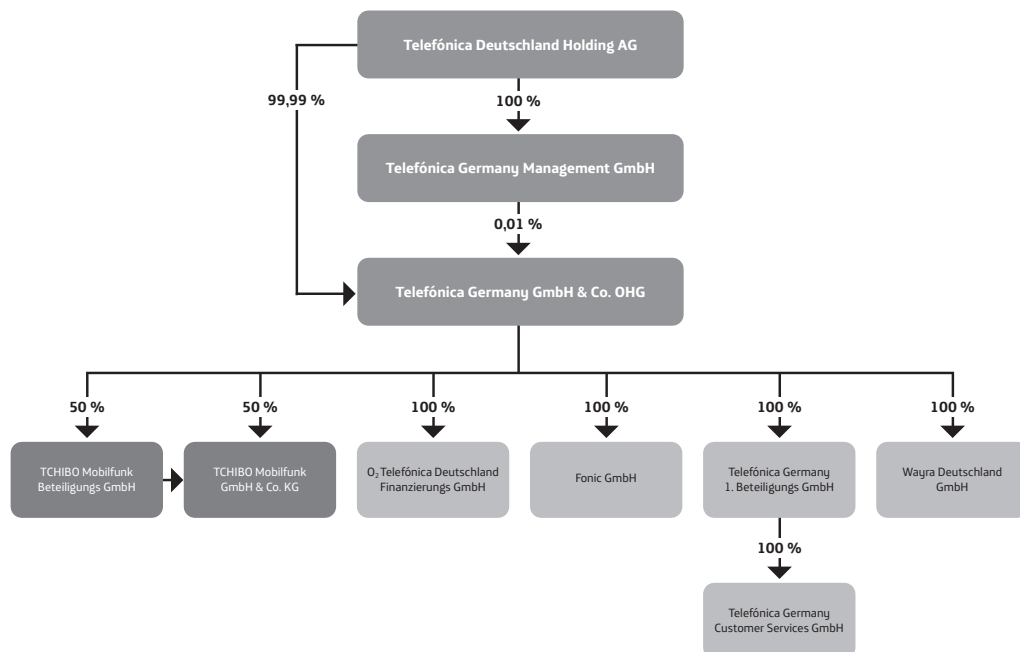 Telefónica Deutschland Holding AG
99,99 %
100 %
Telefónica Germany Management GmbH
0,01 %
Telefónica Germany GmbH & Co. OHG
50 %
50 %
100 %
100 %
100 %
100 %
TCHIBO Mobilfunk
Beteiligungs GmbH
TCHIBO Mobilfunk
GmbH & Co. KG
O₂ Telefónica Deutschland
Finanzierungs GmbH
Fonic GmbH
Telefónica Germany
1. Beteiligungs GmbH
Wayra Deutschland
GmbH
100 %
Telefónica Germany
Customer Services GmbH